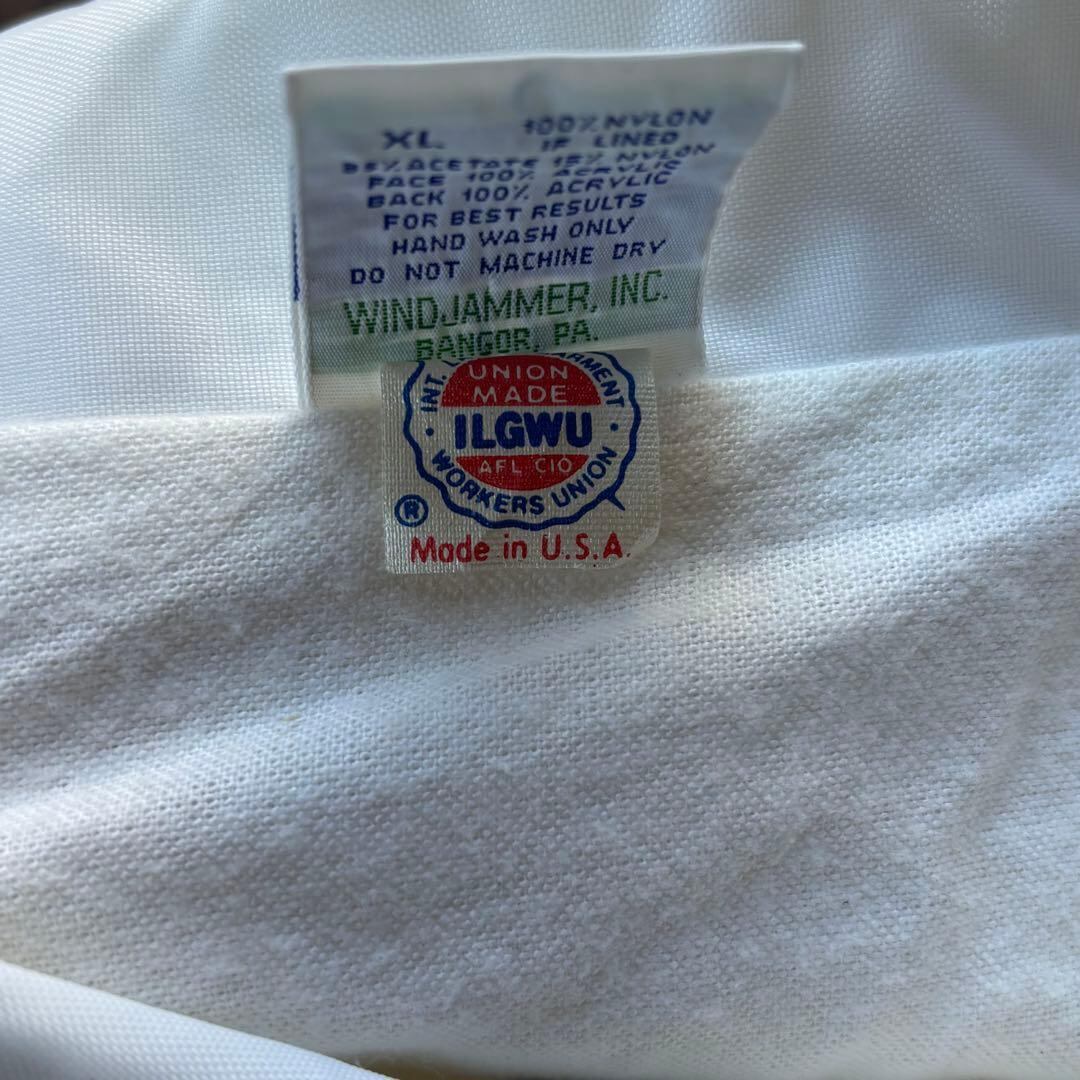 XL 100% NYLON
IF LINED
85% ACETATE 15% NYLON
FACE 100% ACRYLIC
BACK 100% ACRYLIC
FOR BEST RESULTS
HAND WASH ONLY
DO NOT MACHINE DRY
WINDJAMMER, INC.
BANGOR, PA.
INT. GARMENT
UNION
MADE
ILGWU
AFL CIO
WORKERS UNION
®
Made in U.S.A.